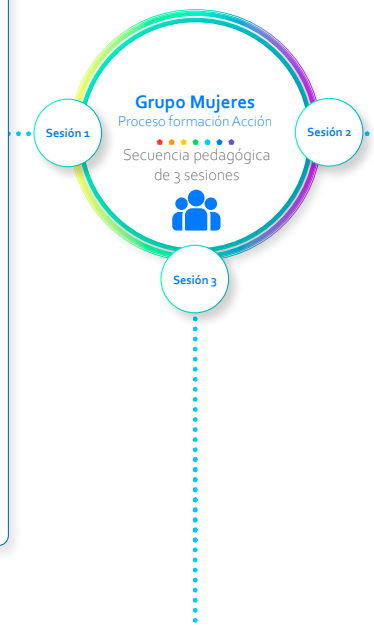 Grupo Mujeres
Proceso formación Acción
Secuencia pedagógica
de 3 sesiones
Sesión 1
Sesión 2
Sesión 3